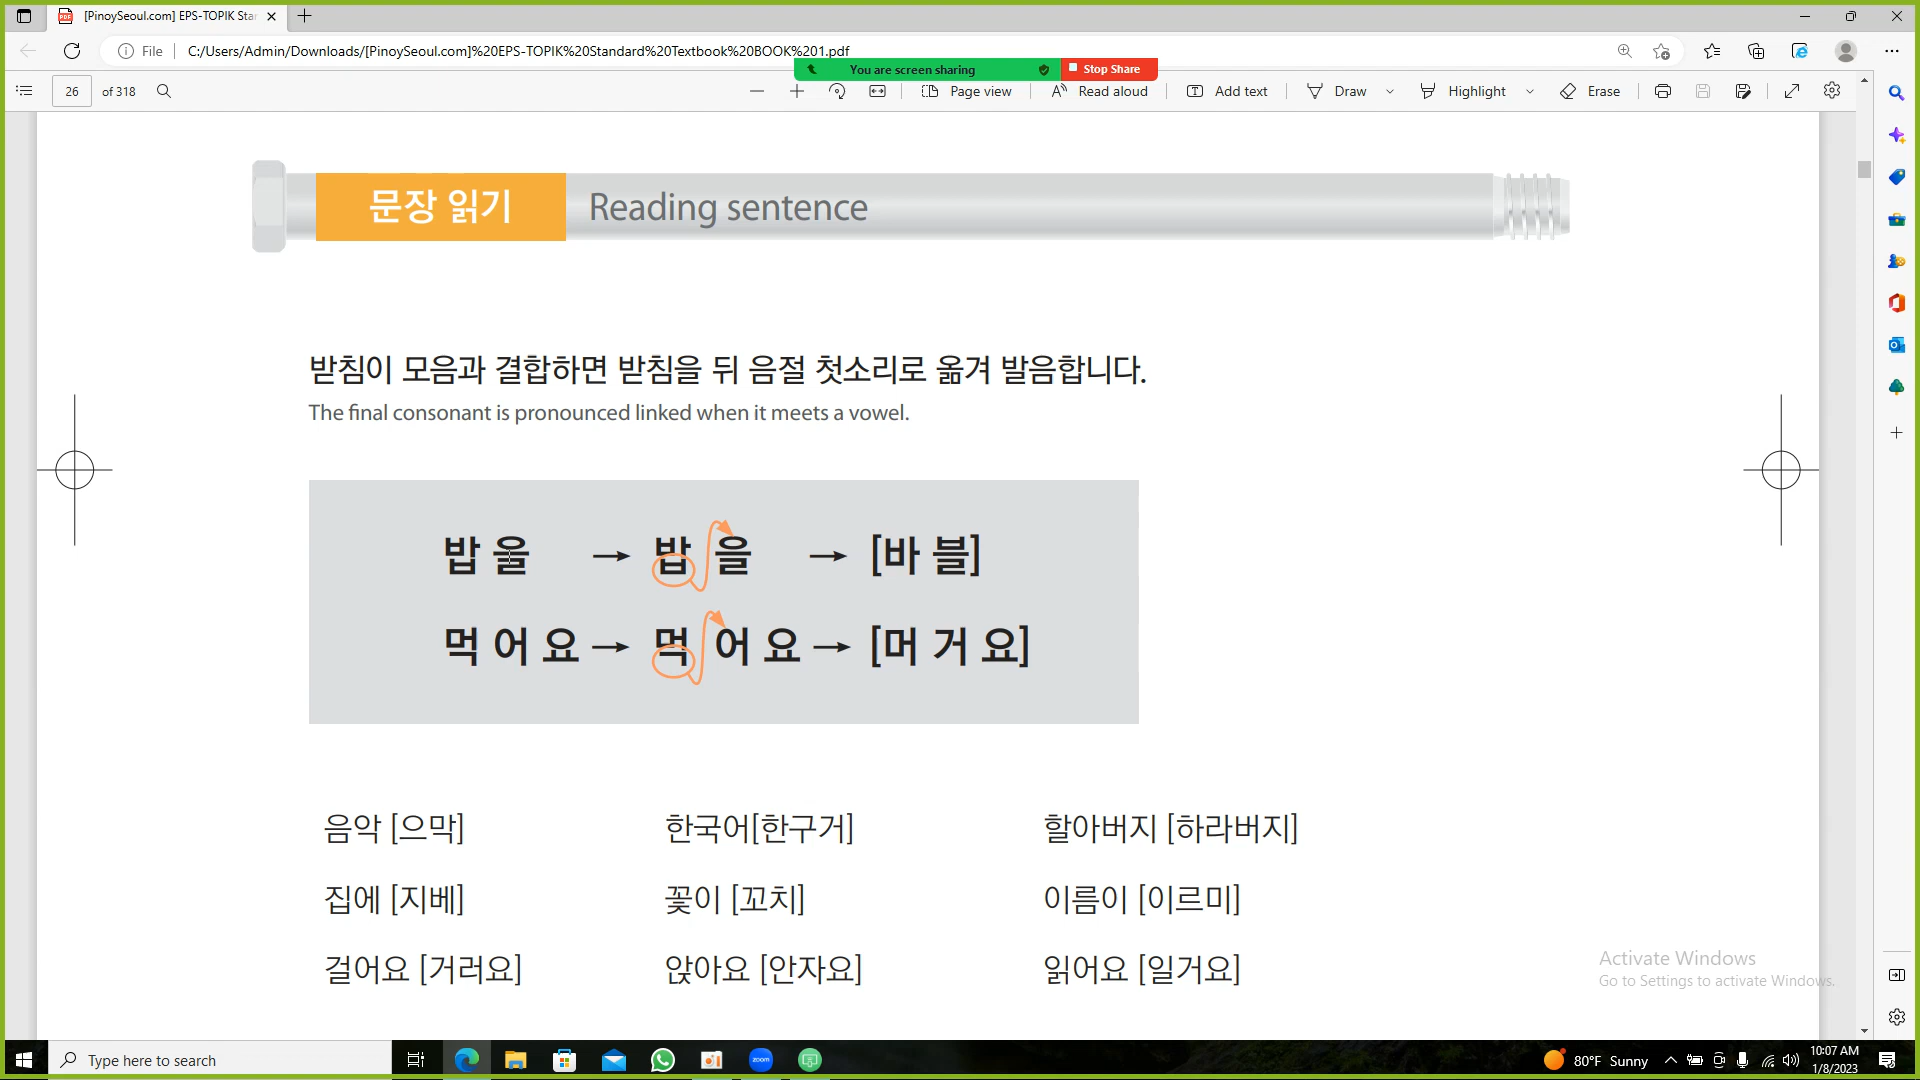 [PinoySeoul.com] EPS-TOPIK Sta
File C:/Users/Admin/Downloads/[PinoySeoul.com]%20EPS-TOPIK%20Standard%20Textbook%20BOOK%201.pdf
You are screen sharing Stop Share
26 of 318 Page view Read aloud Add text Draw Highlight Erase
문장 읽기 Reading sentence
받침이 모음과 결합하면 받침을 뒤 음절 첫소리로 옮겨 발음합니다.
The final consonant is pronounced linked when it meets a vowel.
밥 을 → 밥 을 → [바 블]
먹 어 요 → 먹 어 요 → [머 거 요]
음악 [으막] 한국어[한구거] 할아버지 [하라버지]
집에 [지베] 꽃이 [꼬치] 이름이 [이르미]
걸어요 [거러요] 앉아요 [안자요] 읽어요 [일거요]
Activate Windows
Go to Settings to activate Windows.
Type here to search
zoom
80°F Sunny
10:07 AM
1/8/2023